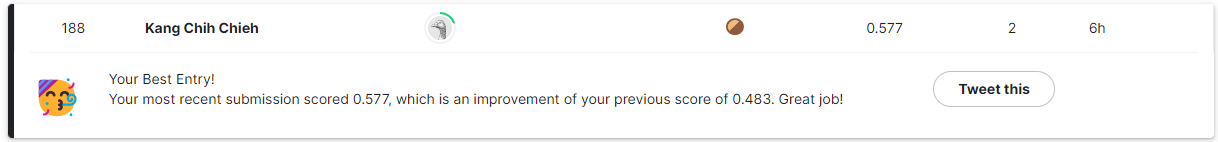 188 Kang Chih Chieh 0.577 2 6h
Your Best Entry!
Your most recent submission scored 0.577, which is an improvement of your previous score of 0.483. Great job!
Tweet this